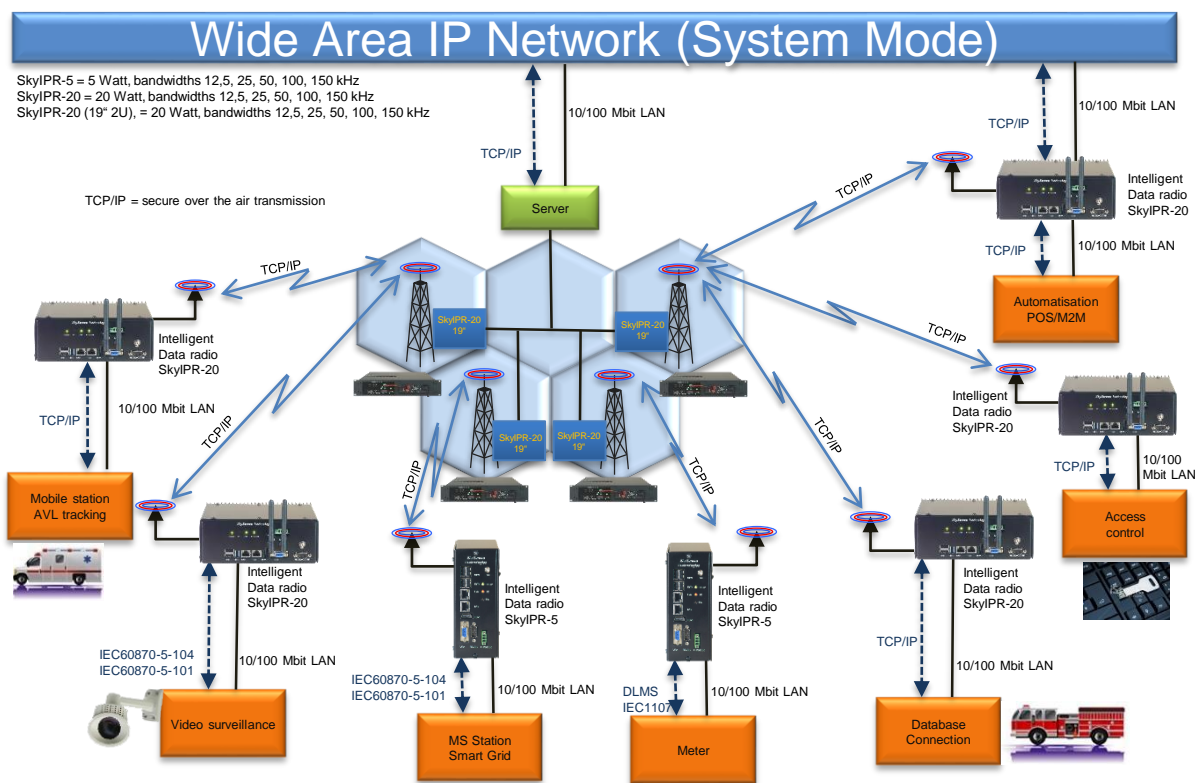 Wide Area IP Network (System Mode)
SkyIPR-5 = 5 Watt, bandwidths 12,5, 25, 50, 100, 150 kHz
SkyIPR-20 = 20 Watt, bandwidths 12,5, 25, 50, 100, 150 kHz
SkyIPR-20 (19“ 2U), = 20 Watt, bandwidths 12,5, 25, 50, 100, 150 kHz
10/100 Mbit LAN
10/100 Mbit LAN
TCP/IP
TCP/IP
TCP/IP
TCP/IP = secure over the air transmission
Server
Intelligent
Data radio
SkyIPR-20
TCP/IP
10/100 Mbit LAN
TCP/IP
Automatisation
POS/M2M
SkyIPR-20
19“
SkyIPR-20
19“
Intelligent
Data radio
SkyIPR-20
TCP/IP
TCP/IP
10/100 Mbit LAN
TCP/IP
Intelligent
Data radio
SkyIPR-20
SkyIPR-20
19“
SkyIPR-20
19“
TCP/IP
TCP/IP
TCP/IP
TCP/IP
10/100
Mbit LAN
Mobile station
AVL tracking
Access
control
Intelligent
Data radio
SkyIPR-20
Intelligent
Data radio
SkyIPR-5
Intelligent
Data radio
SkyIPR-5
Intelligent
Data radio
SkyIPR-20
IEC60870-5-104
IEC60870-5-101
10/100 Mbit LAN
IEC60870-5-104
IEC60870-5-101
10/100 Mbit LAN
DLMS
IEC1107
10/100 Mbit LAN
TCP/IP
10/100 Mbit LAN
Video surveillance
MS Station
Smart Grid
Meter
Database
Connection